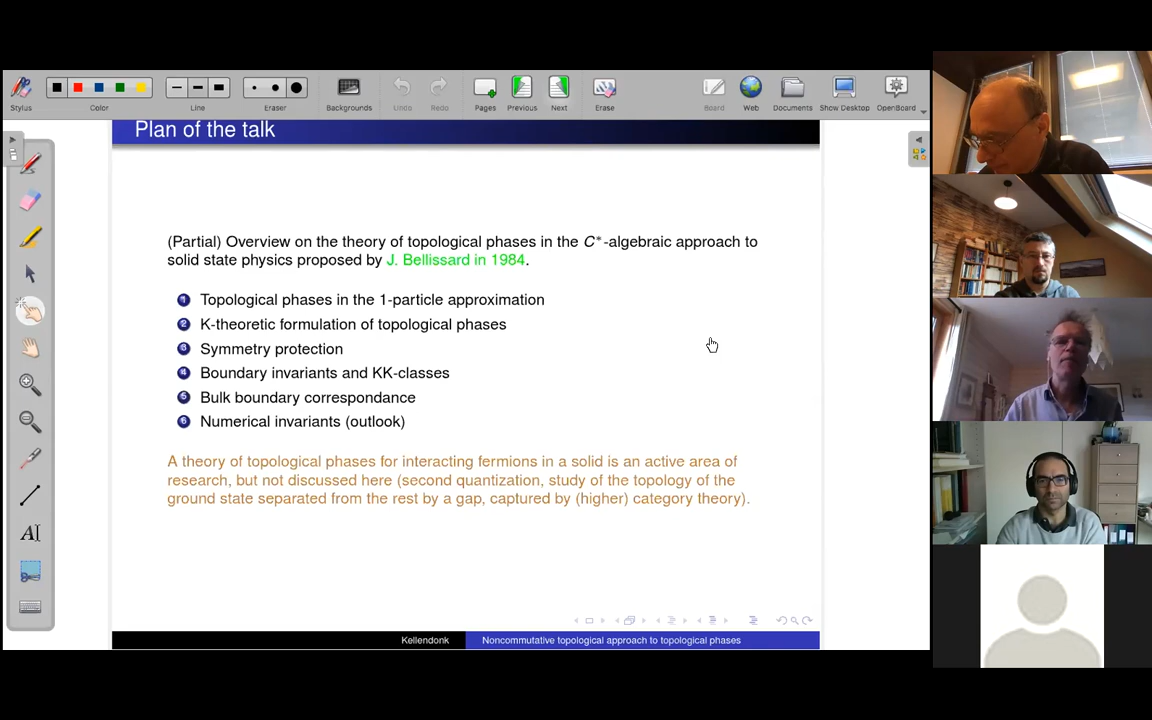 Stylus
Color
Line
Eraser
Backgrounds
Undo
Redo
Pages
Previous
Next
Erase
Board
Web
Documents
Show Desktop
OpenBoard
Plan of the talk
(Partial) Overview on the theory of topological phases in the C*-algebraic approach to
solid state physics proposed by J. Bellissard in 1984.
1 Topological phases in the 1-particle approximation
2 K-theoretic formulation of topological phases
3 Symmetry protection
4 Boundary invariants and KK-classes
5 Bulk boundary correspondence
6 Numerical invariants (outlook)
A theory of topological phases for interacting fermions in a solid is an active area of
research, but not discussed here (second quantization, study of the topology of the
ground state separated from the rest by a gap, captured by (higher) category theory).
Kellendonk
Noncommutative topological approach to topological phases